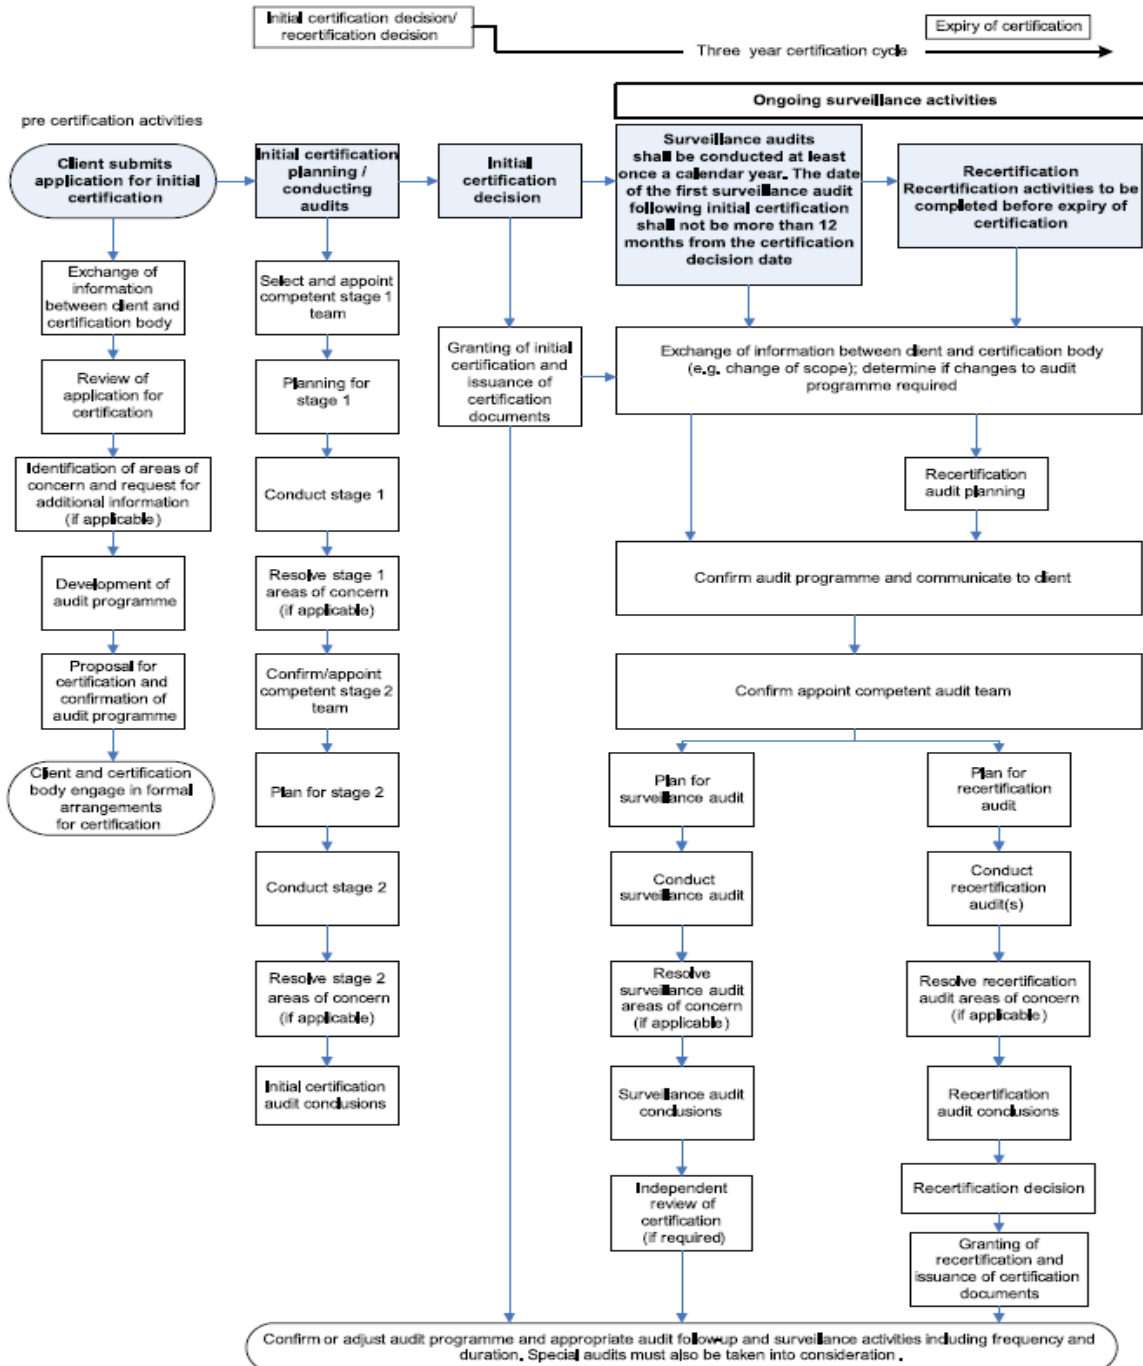 Initial certification decision/
recertification decision
Expiry of certification
Three year certification cycle
Ongoing surveillance activities
pre certification activities
Client submits
application for initial
certification
Initial certification
planning /
conducting
audits
Initial
certification
decision
Surveillance audits
shall be conducted at least
once a calendar year. The date
of the first surveillance audit
following initial certification
shall not be more than 12
months from the certification
decision date
Recertification
Recertification activities to be
completed before expiry of
certification
Exchange of
information
between client and
certification body
Review of
application for
certification
Identification of areas of
concern and request for
additional information
(if applicable)
Development of
audit programme
Proposal for
certification and
confirmation of
audit programme
Client and certification
body engage in formal
arrangements
for certification
Select and appoint
competent stage 1
team
Planning for
stage 1
Conduct stage 1
Resolve stage 1
areas of concern
(if applicable)
Confirm/appoint
competent stage 2
team
Plan for stage 2
Conduct stage 2
Resolve stage 2
areas of concern
(if applicable)
Initial certification
audit conclusions
Granting of initial
certification and
issuance of
certification
documents
Exchange of information between client and certification body
(e.g. change of scope); determine if changes to audit
programme required
Recertification
audit planning
Confirm audit programme and communicate to client
Confirm appoint competent audit team
Plan for
surveillance audit
Conduct
surveillance audit
Resolve
surveillance audit
areas of concern
(if applicable)
Surveillance audit
conclusions
Independent
review of
certification
(if required)
Plan for
recertification
audit
Conduct
recertification
audit(s)
Resolve recertification
audit areas of concern
(if applicable)
Recertification
audit conclusions
Recertification decision
Granting of
recertification and
issuance of certification
documents
Confirm or adjust audit programme and appropriate audit follow-up and surveillance activities including frequency and
duration. Special audits must also be taken into consideration.